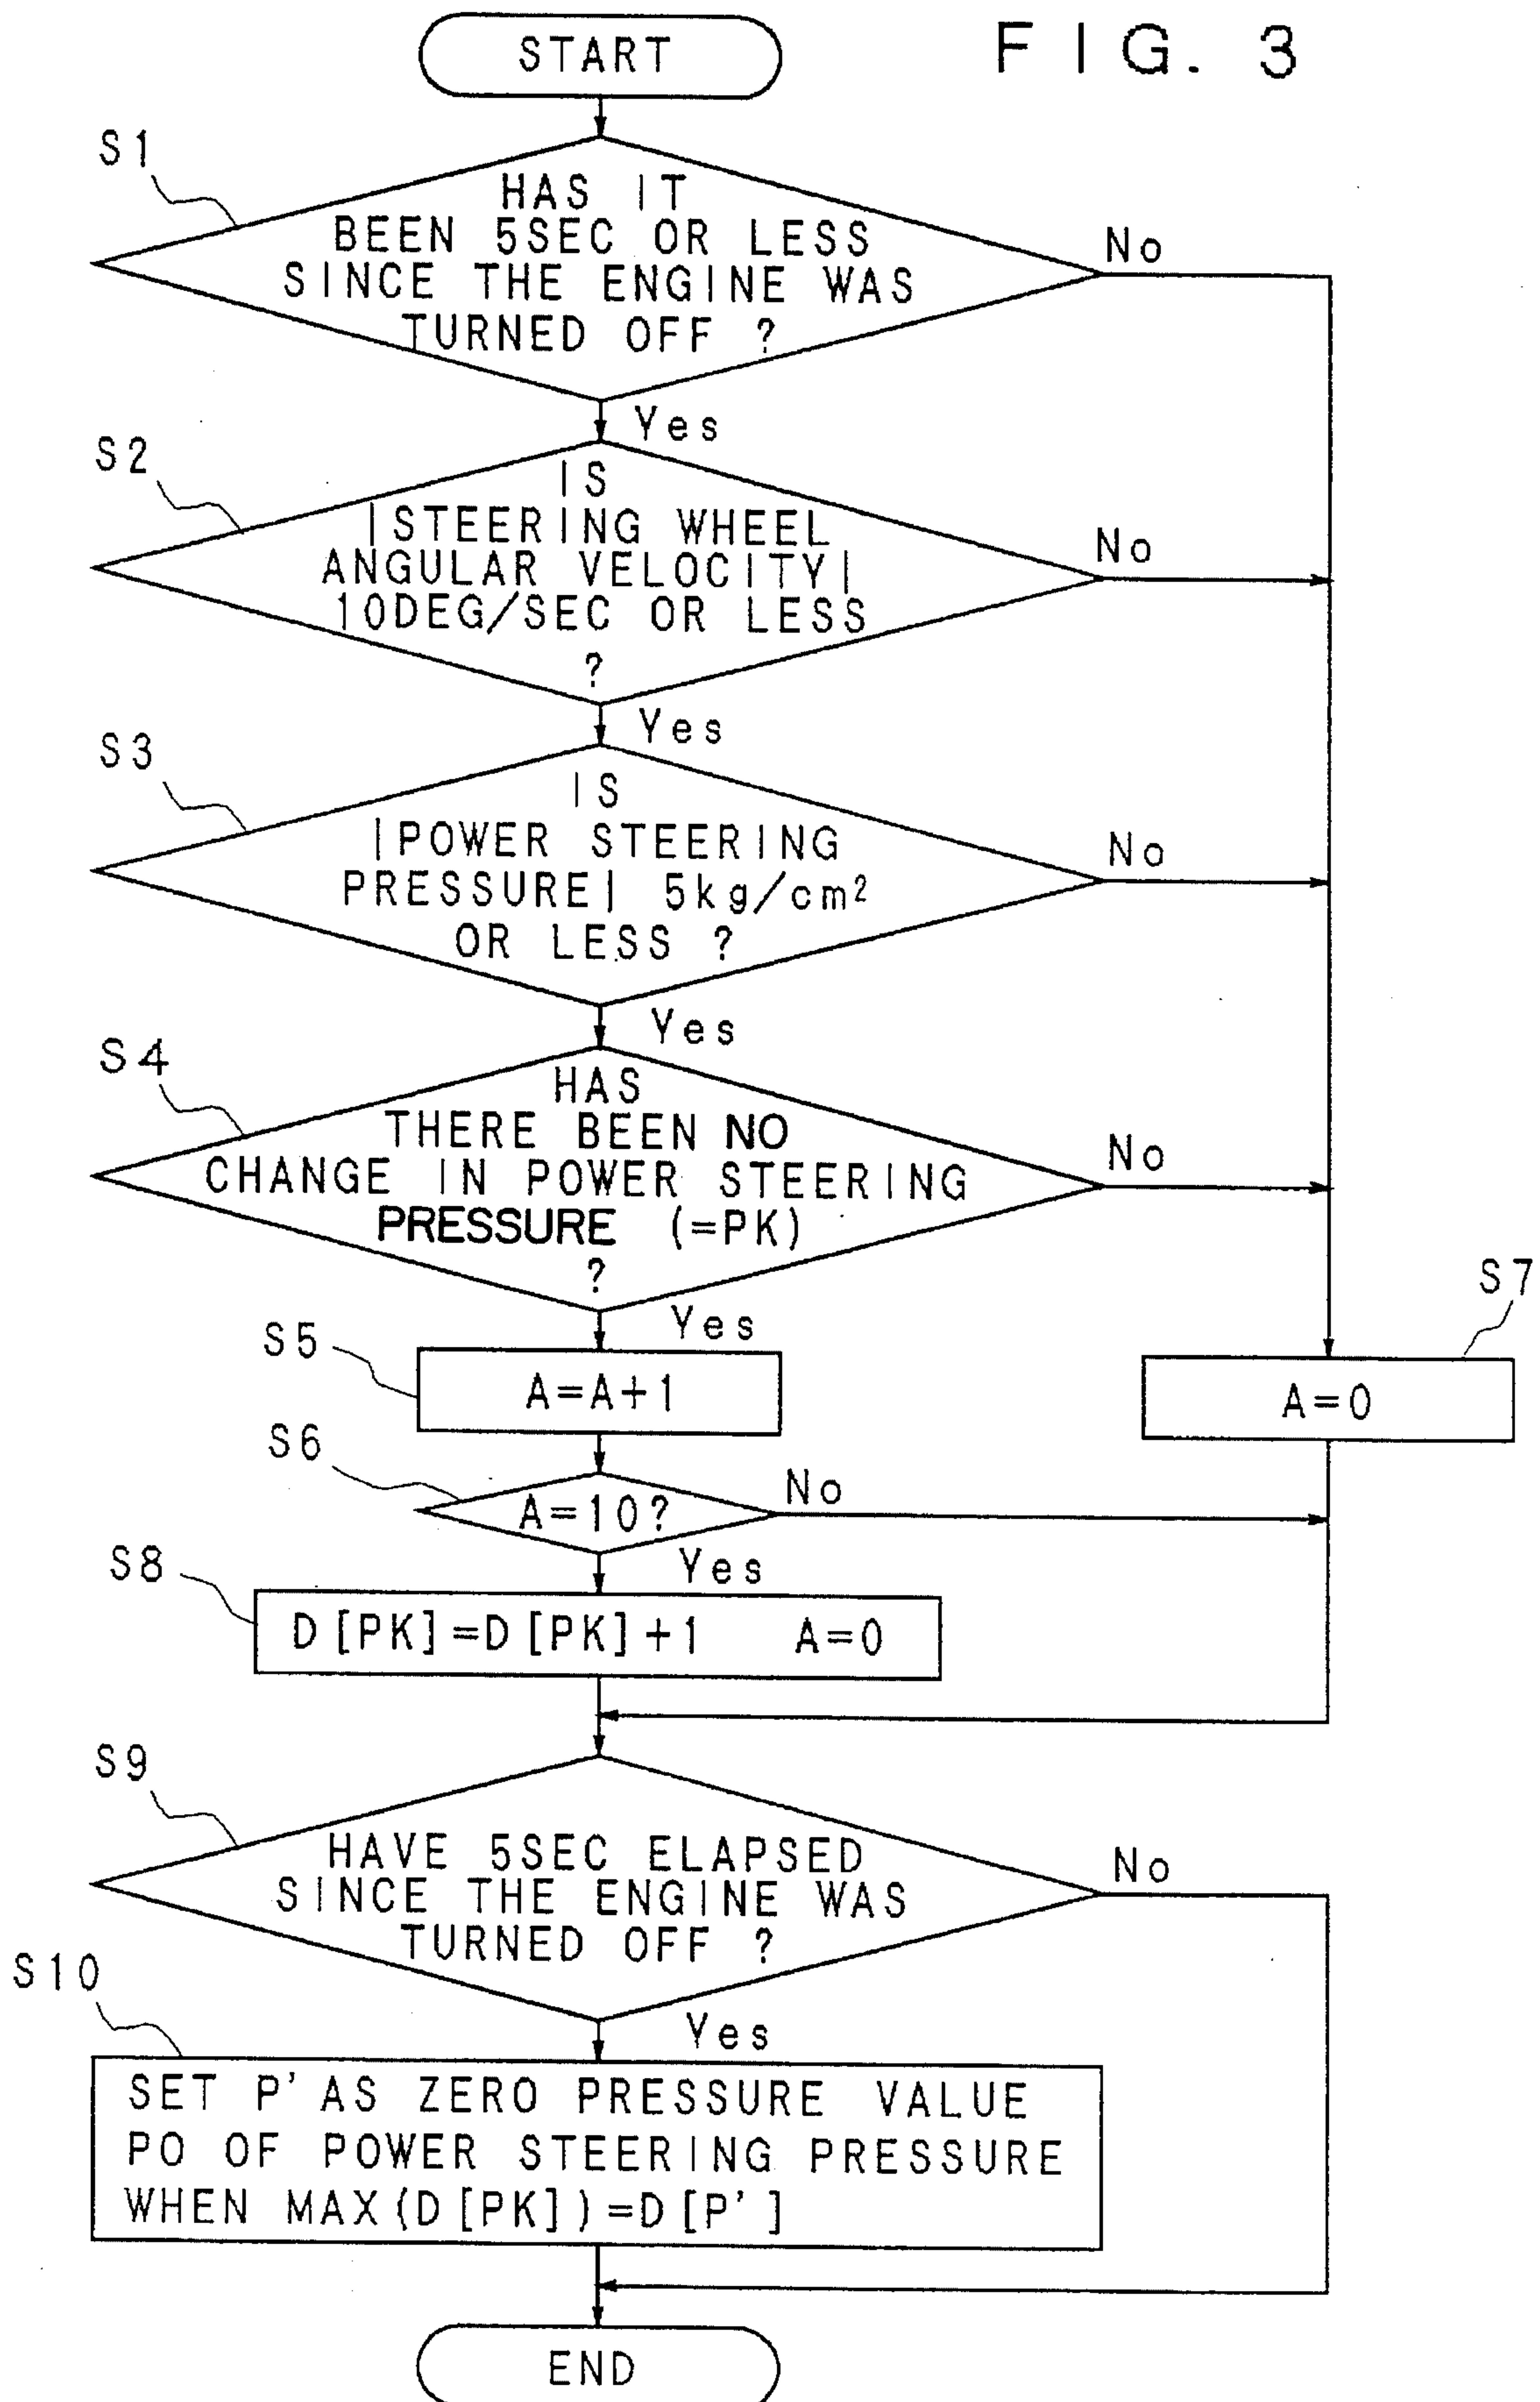 FIG. 3
START
S1
HAS IT
BEEN 5SEC OR LESS
SINCE THE ENGINE WAS
TURNED OFF ?
No
Yes
S2
IS
|STEERING WHEEL
ANGULAR VELOCITY|
10DEG/SEC OR LESS
?
No
Yes
S3
IS
|POWER STEERING
PRESSURE| 5kg/cm²
OR LESS ?
No
Yes
S4
HAS
THERE BEEN NO
CHANGE IN POWER STEERING
PRESSURE (=PK)
?
No
Yes
S5
A=A+1
S7
A=0
S6
A=10?
No
Yes
S8
D[PK]=D[PK]+1 A=0
S9
HAVE 5SEC ELAPSED
SINCE THE ENGINE WAS
TURNED OFF ?
No
Yes
S10
SET P' AS ZERO PRESSURE VALUE
PO OF POWER STEERING PRESSURE
WHEN MAX(D[PK])=D[P']
END